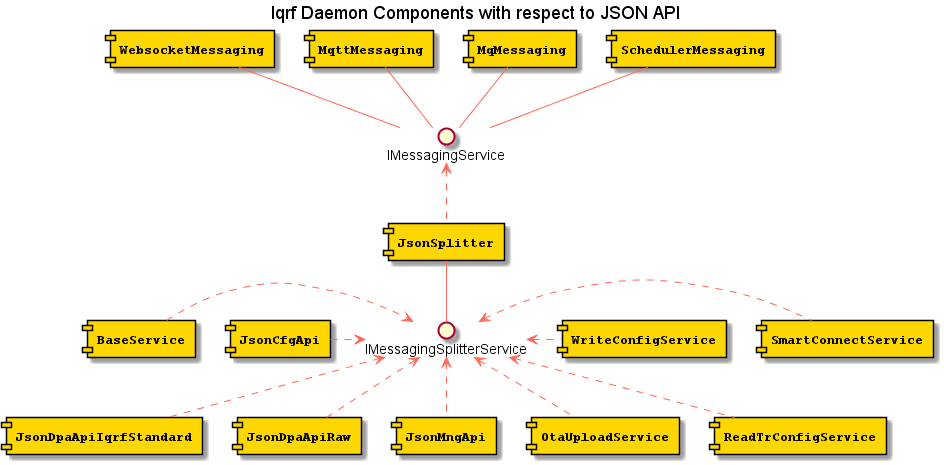 Iqrf Daemon Components with respect to JSON API
WebsocketMessaging
MqttMessaging
MqMessaging
SchedulerMessaging
IMessagingService
JsonSplitter
BaseService
JsonCfgApi
IMessagingSplitterService
WriteConfigService
SmartConnectService
JsonDpaApiIqrfStandard
JsonDpaApiRaw
JsonMngApi
OtaUploadService
ReadTrConfigService